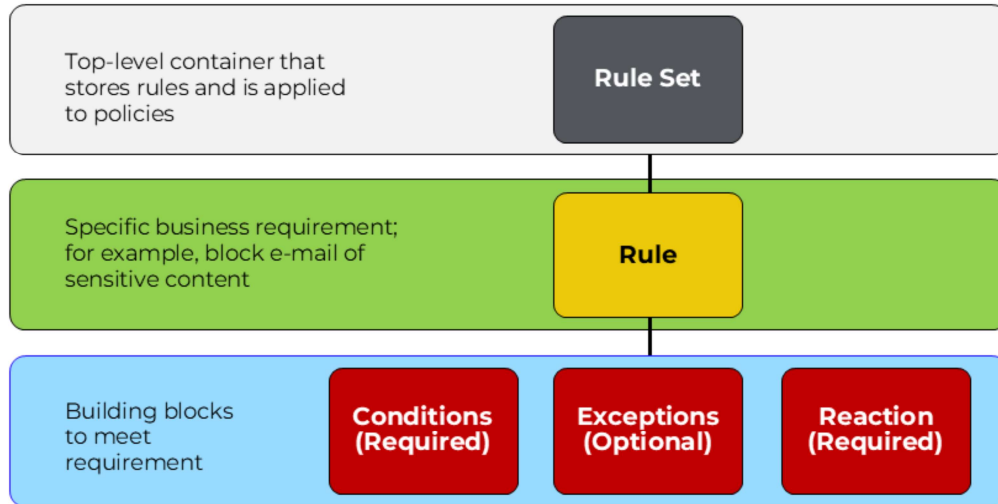 Top-level container that
stores rules and is applied
to policies
Rule Set
Specific business requirement;
for example, block e-mail of
sensitive content
Rule
Building blocks
to meet
requirement
Conditions
(Required)
Exceptions
(Optional)
Reaction
(Required)